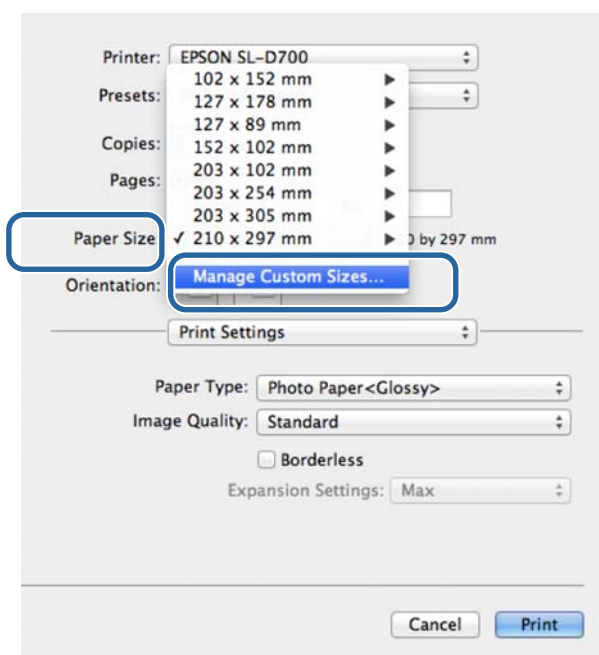 Printer: EPSON SL-D700
102 x 152 mm
Presets: 127 x 178 mm
127 x 89 mm
Copies: 152 x 102 mm
203 x 102 mm
Pages: 203 x 254 mm
203 x 305 mm
Paper Size ✓ 210 x 297 mm by 297 mm
Manage Custom Sizes...
Orientation:
Print Settings
Paper Type: Photo Paper<Glossy>
Image Quality: Standard
Borderless
Expansion Settings: Max
Cancel Print